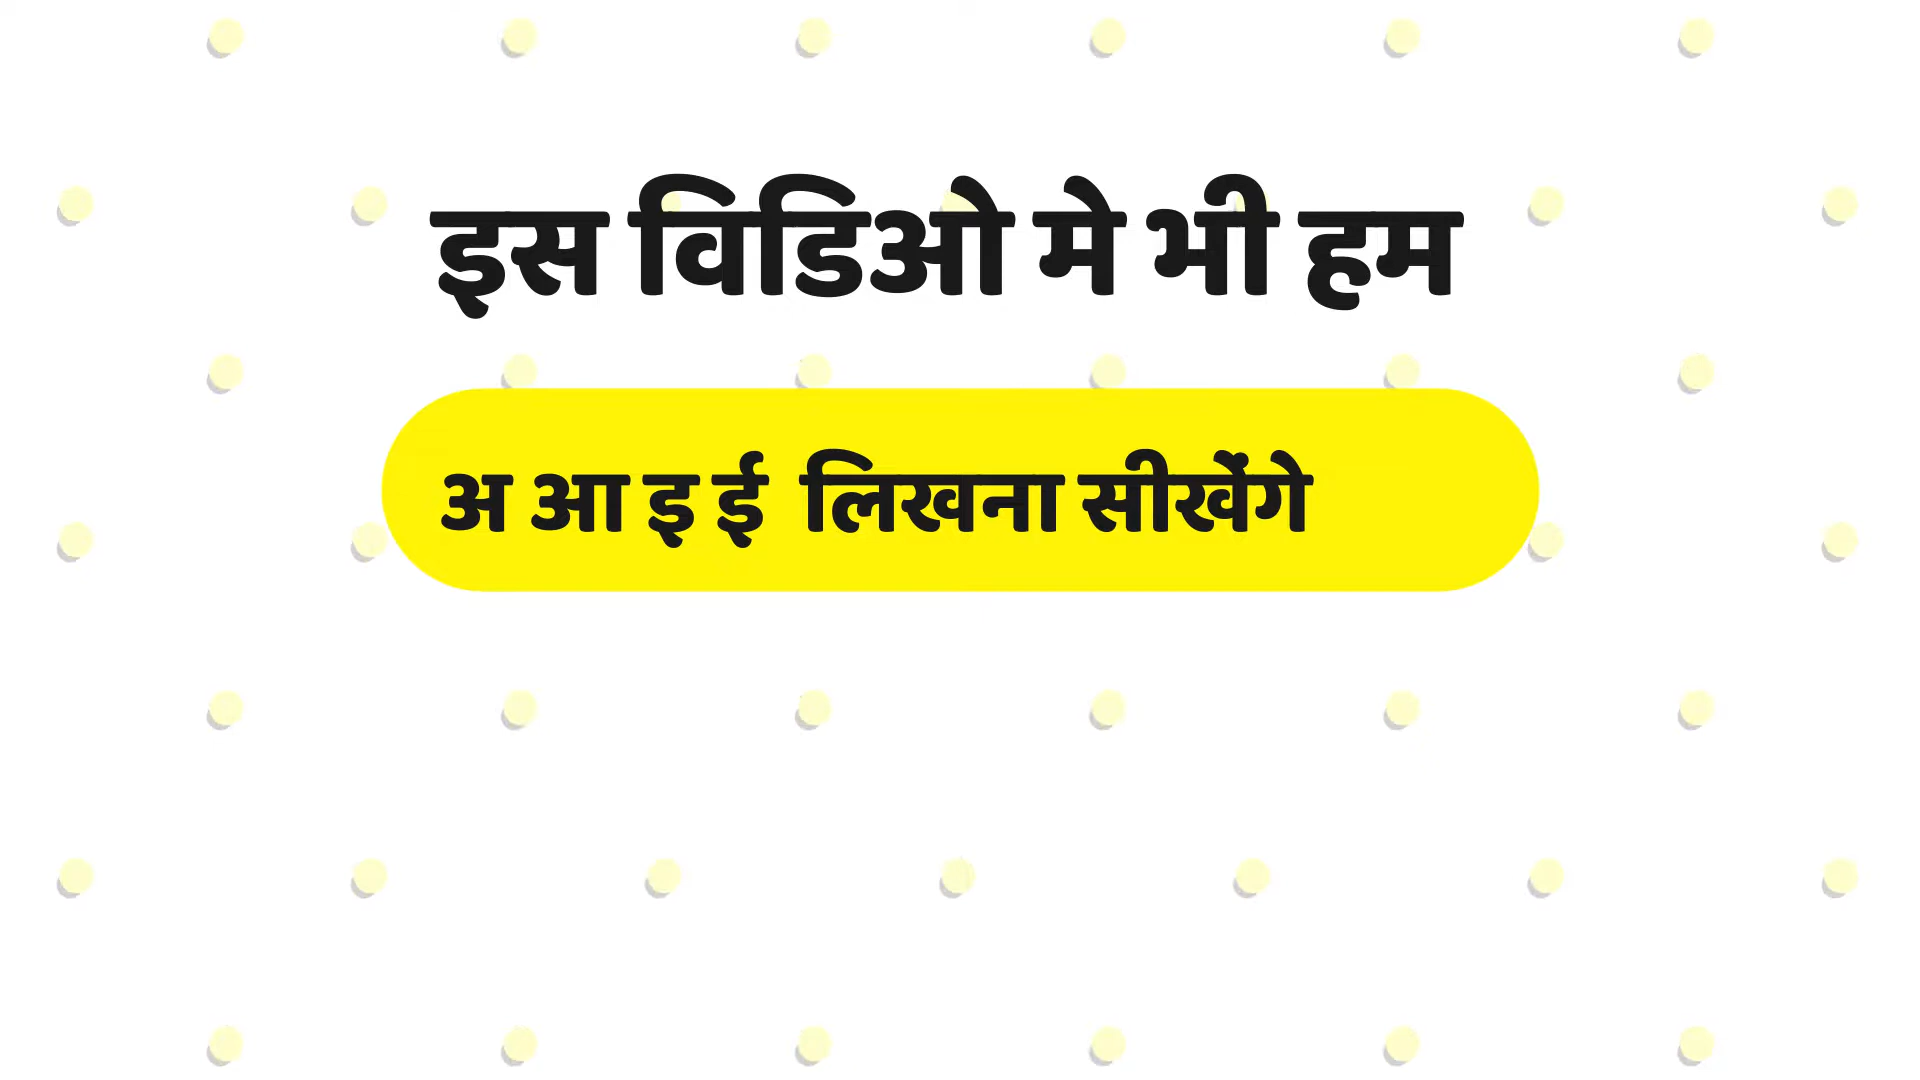 इस विडिओ मे भी हम
अ आ इ ई लिखना सीखेंगे